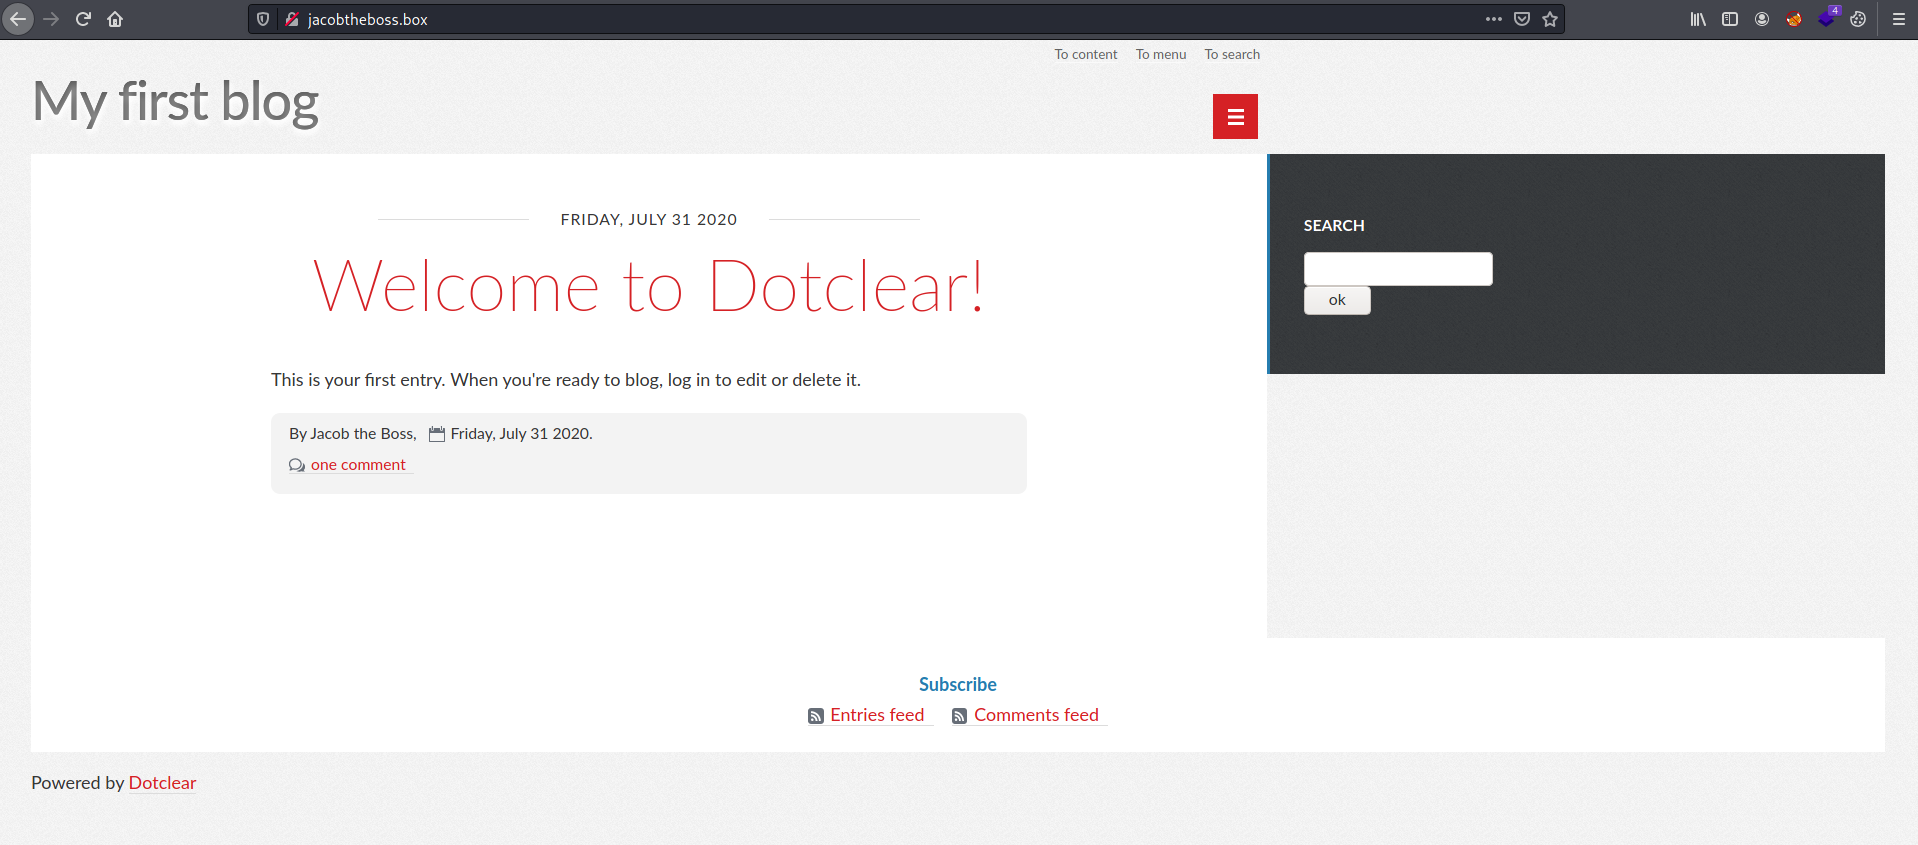 jacobtheboss.box
4
To content To menu To search
My first blog
FRIDAY, JULY 31 2020
SEARCH
Welcome to Dotclear!
ok
This is your first entry. When you're ready to blog, log in to edit or delete it.
By Jacob the Boss, Friday, July 31 2020.
one comment
Subscribe
Entries feed Comments feed
Powered by Dotclear